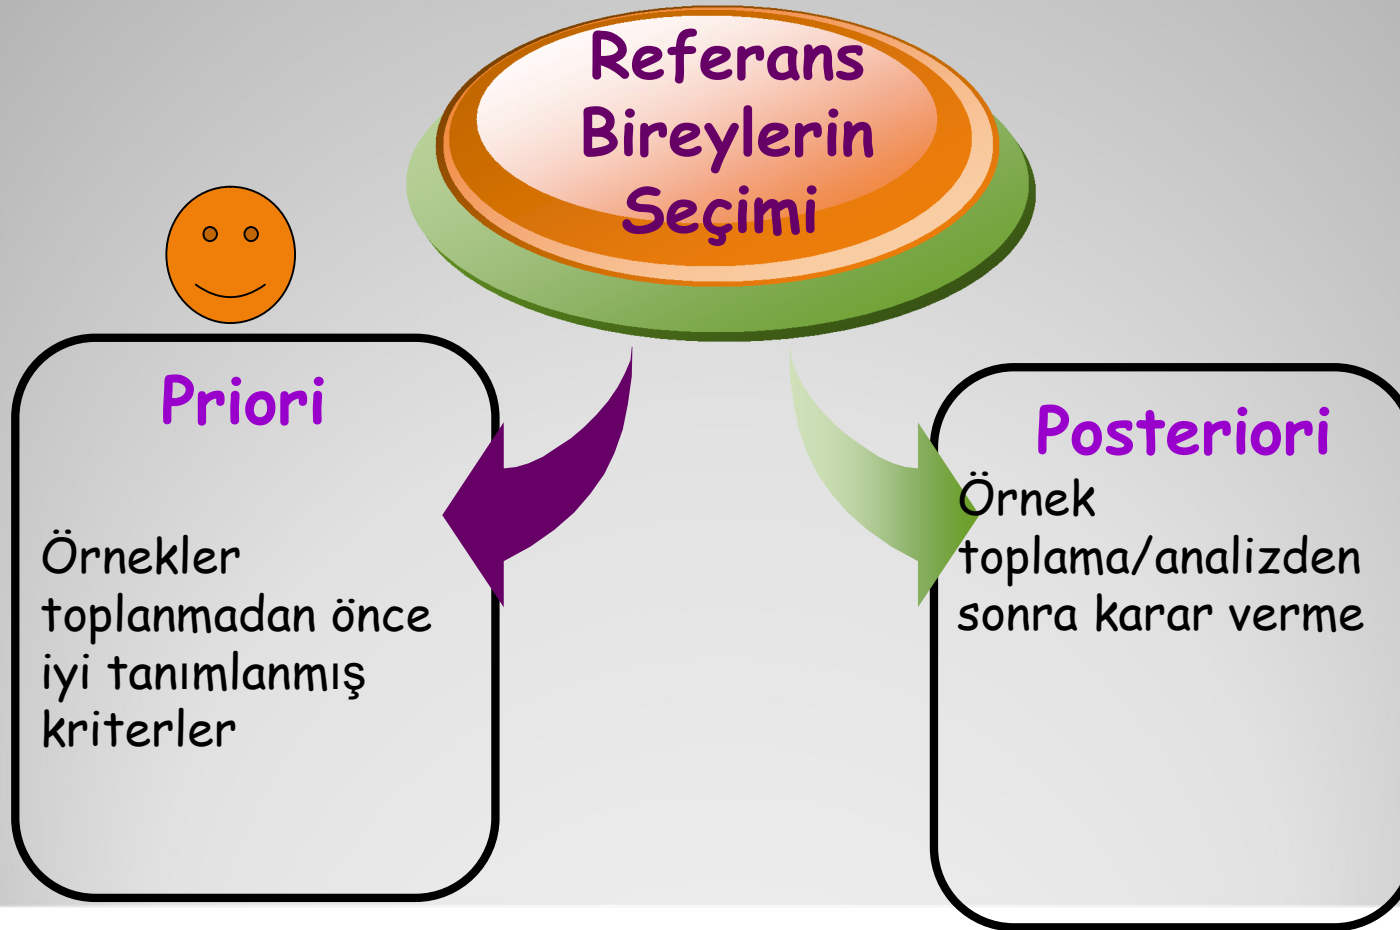 Referans
Bireylerin
Seçimi
Priori
Örnekler
toplanmadan önce
iyi tanımlanmış
kriterler
Posteriori
Örnek
toplama/analizden
sonra karar verme